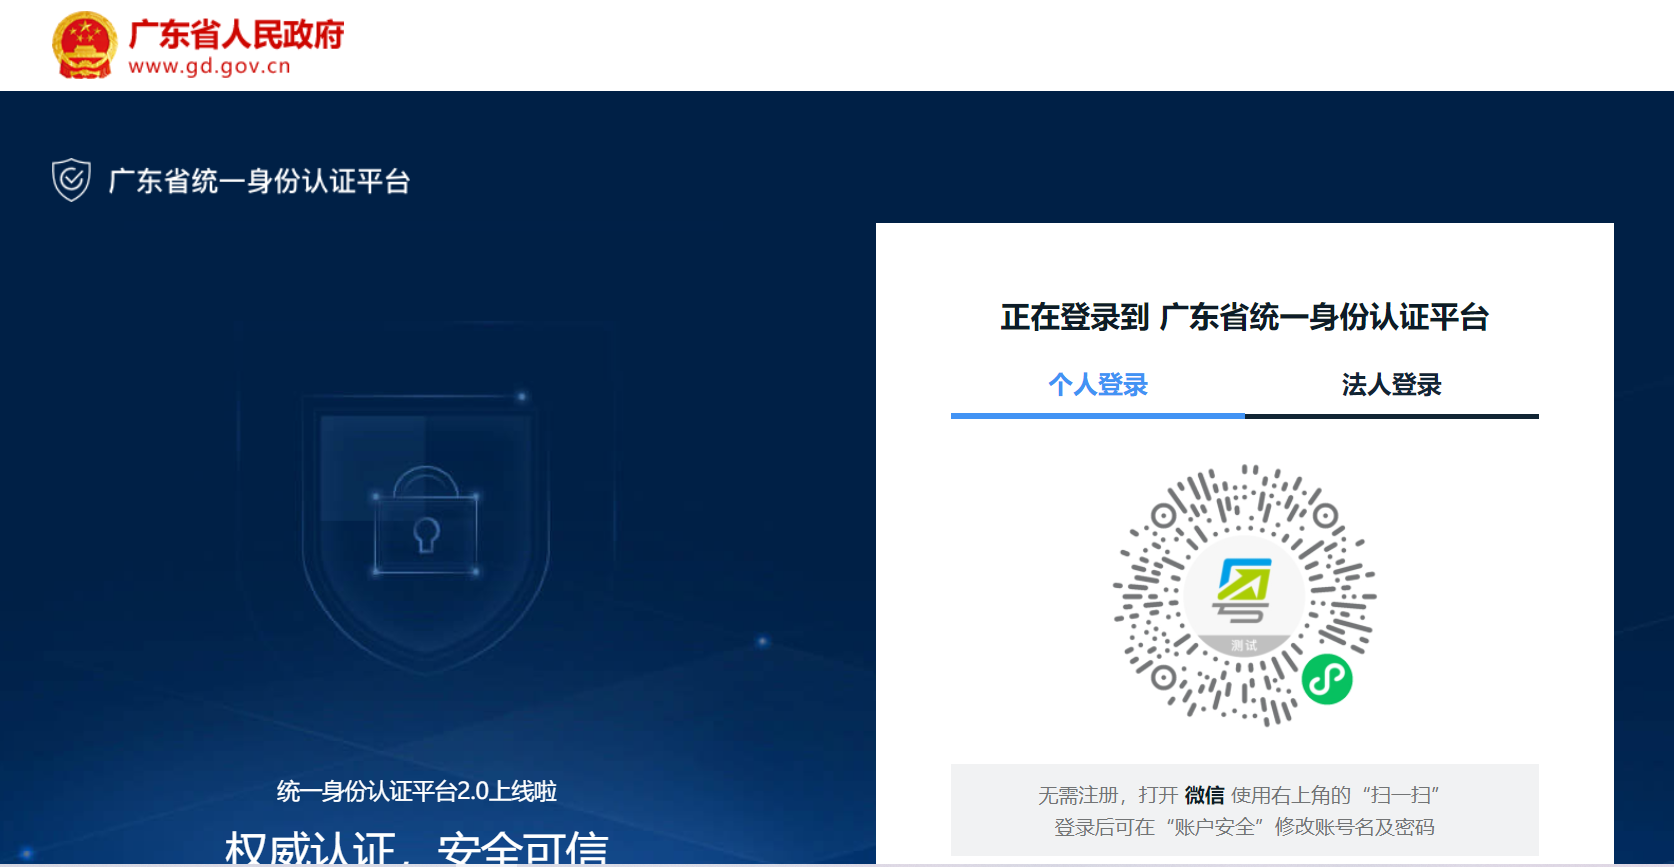 广东省人民政府
www.gd.gov.cn
广东省统一身份认证平台
正在登录到 广东省统一身份认证平台
个人登录
法人登录
测试
无需注册，打开 微信 使用右上角的“扫一扫”
登录后可在“账户安全”修改账号名及密码
统一身份认证平台2.0上线啦
权威认证，安全可信